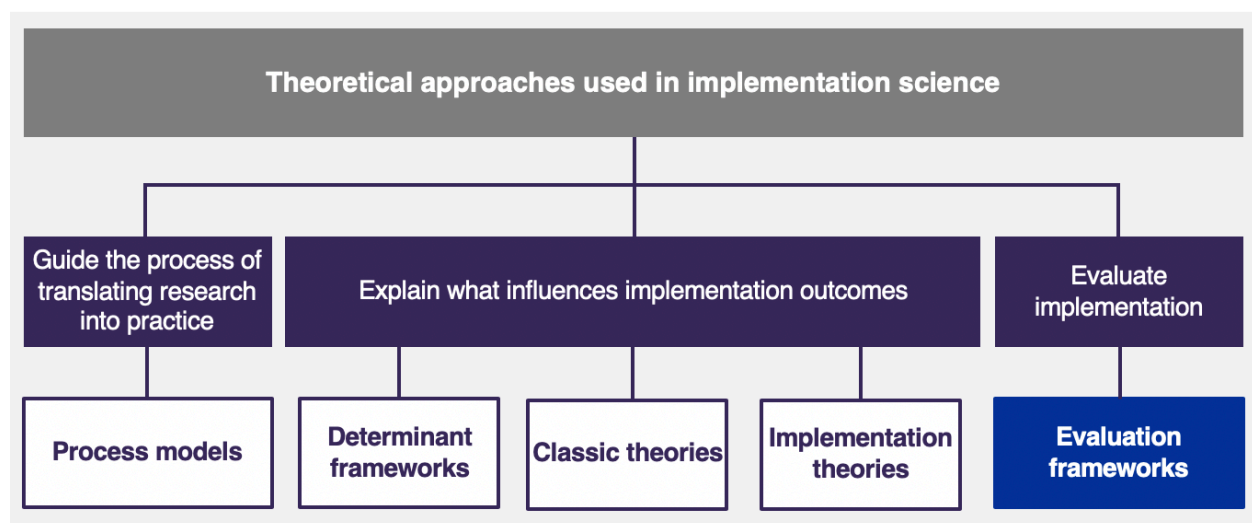 Theoretical approaches used in implementation science
Guide the process of
translating research
into practice
Explain what influences implementation outcomes
Evaluate
implementation
Process models
Determinant
frameworks
Classic theories
Implementation
theories
Evaluation
frameworks